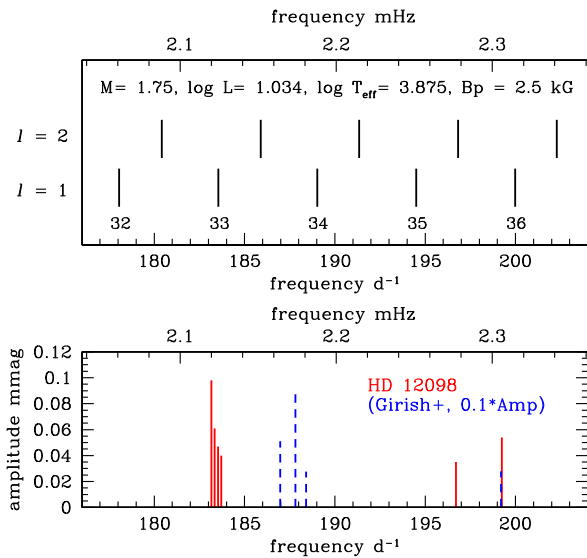 frequency mHz
2.1 2.2 2.3
M= 1.75, log L= 1.034, log Teff= 3.875, Bp = 2.5 kG
l = 2
l = 1
32 33 34 35 36
180 185 190 195 200
frequency d⁻¹
frequency mHz
2.1 2.2 2.3
amplitude mmag
0.12
0.1
0.08
0.06
0.04
0.02
0
HD 12098
(Girish+, 0.1*Amp)
180 185 190 195 200
frequency d⁻¹